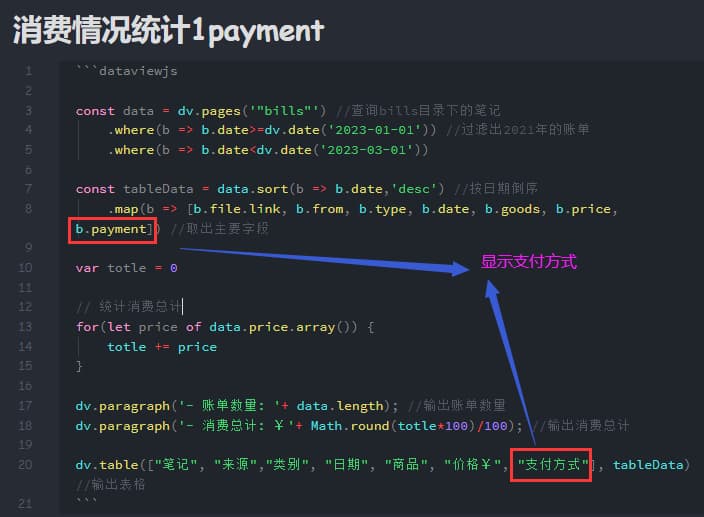 消费情况统计1payment
1 ```dataviewjs
2
3 const data = dv.pages('"bills"') //查询bills目录下的笔记
4 .where(b => b.date>=dv.date('2023-01-01')) //过滤出2021年的账单
5 .where(b => b.date<dv.date('2023-03-01'))
6
7 const tableData = data.sort(b => b.date,'desc') //按日期倒序
8 .map(b => [b.file.link, b.from, b.type, b.date, b.goods, b.price,
b.payment]) //取出主要字段
9
显示支付方式
10 var totle = 0
11
12 // 统计消费总计
13 for(let price of data.price.array()) {
14 totle += price
15 }
16
17 dv.paragraph('- 账单数量: '+ data.length); //输出账单数量
18 dv.paragraph('- 消费总计: ¥'+ Math.round(totle*100)/100); //输出消费总计
19
20 dv.table(["笔记", "来源","类别", "日期", "商品", "价格¥", "支付方式"], tableData)
//输出表格
21 ```